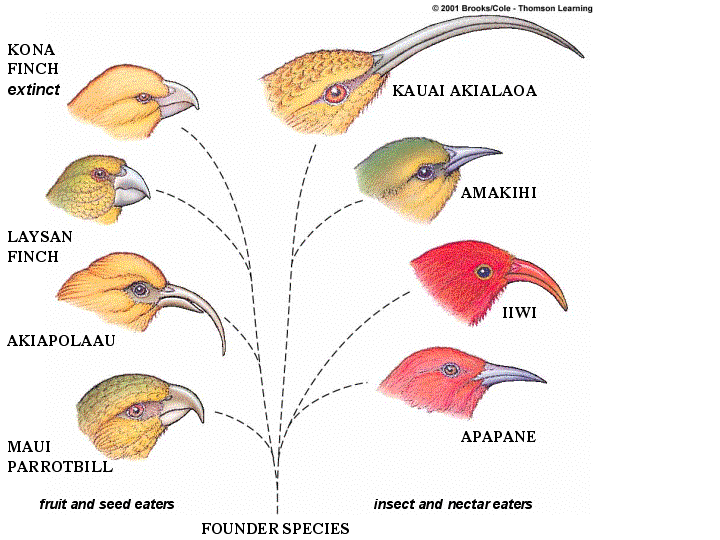 © 2001 Brooks/Cole - Thomson Learning
KONA
FINCH
extinct
KAUAI AKIALAOA
AMAKIHI
LAYSAN
FINCH
IIWI
AKIAPOLAAU
APAPANE
MAUI
PARROTBILL
fruit and seed eaters
insect and nectar eaters
FOUNDER SPECIES